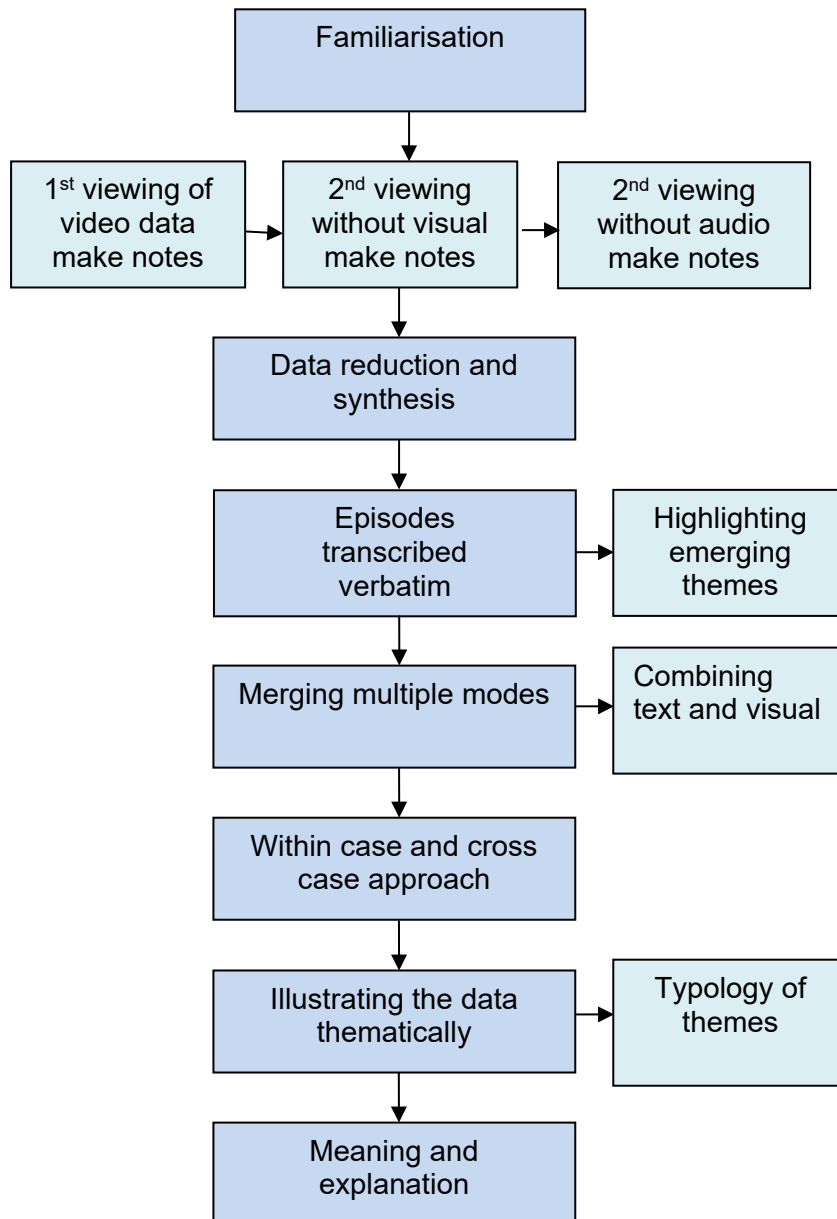 Familiarisation
1st viewing of
video data
make notes
2nd viewing
without visual
make notes
2nd viewing
without audio
make notes
Data reduction and
synthesis
Episodes
transcribed
verbatim
Highlighting
emerging
themes
Merging multiple modes
Combining
text and visual
Within case and cross
case approach
Illustrating the data
thematically
Typology of
themes
Meaning and
explanation